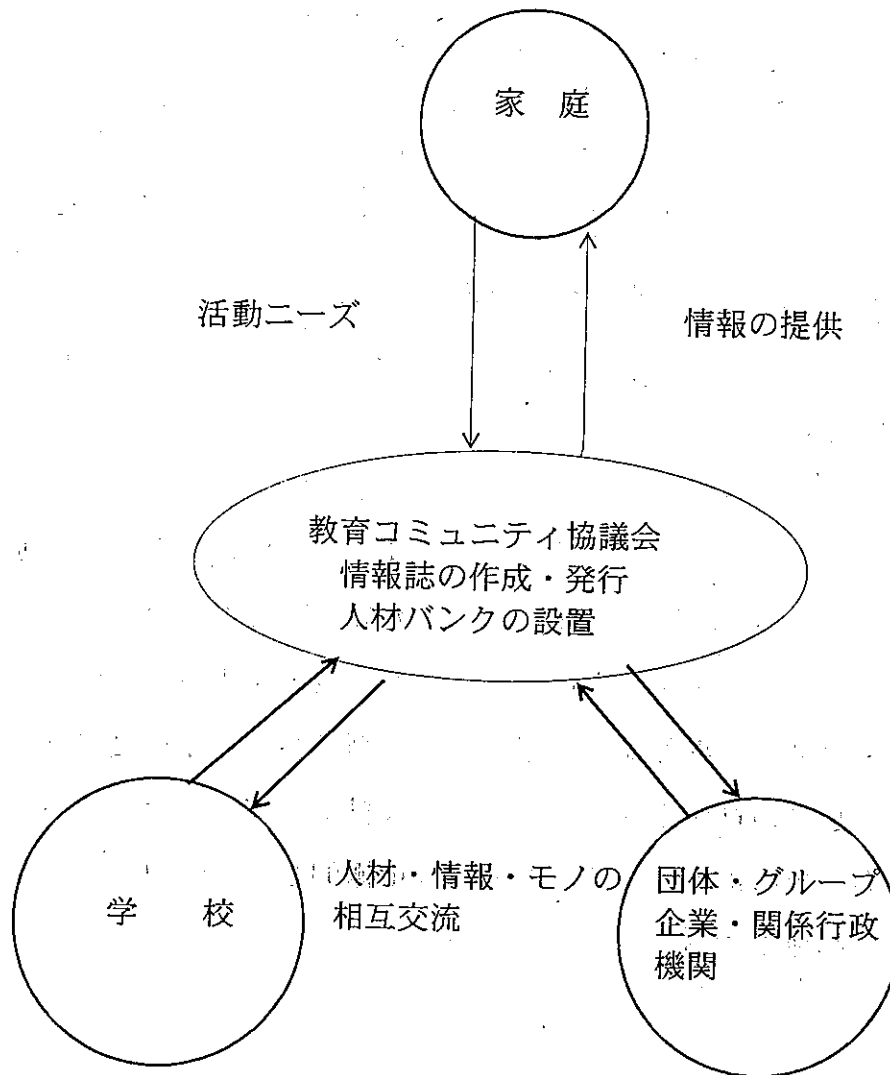 家　庭
活動ニーズ
情報の提供
教育コミュニティ協議会
情報誌の作成・発行
人材バンクの設置
学　　校
人材・情報・モノの
相互交流
団体・グループ
企業・関係行政
機関